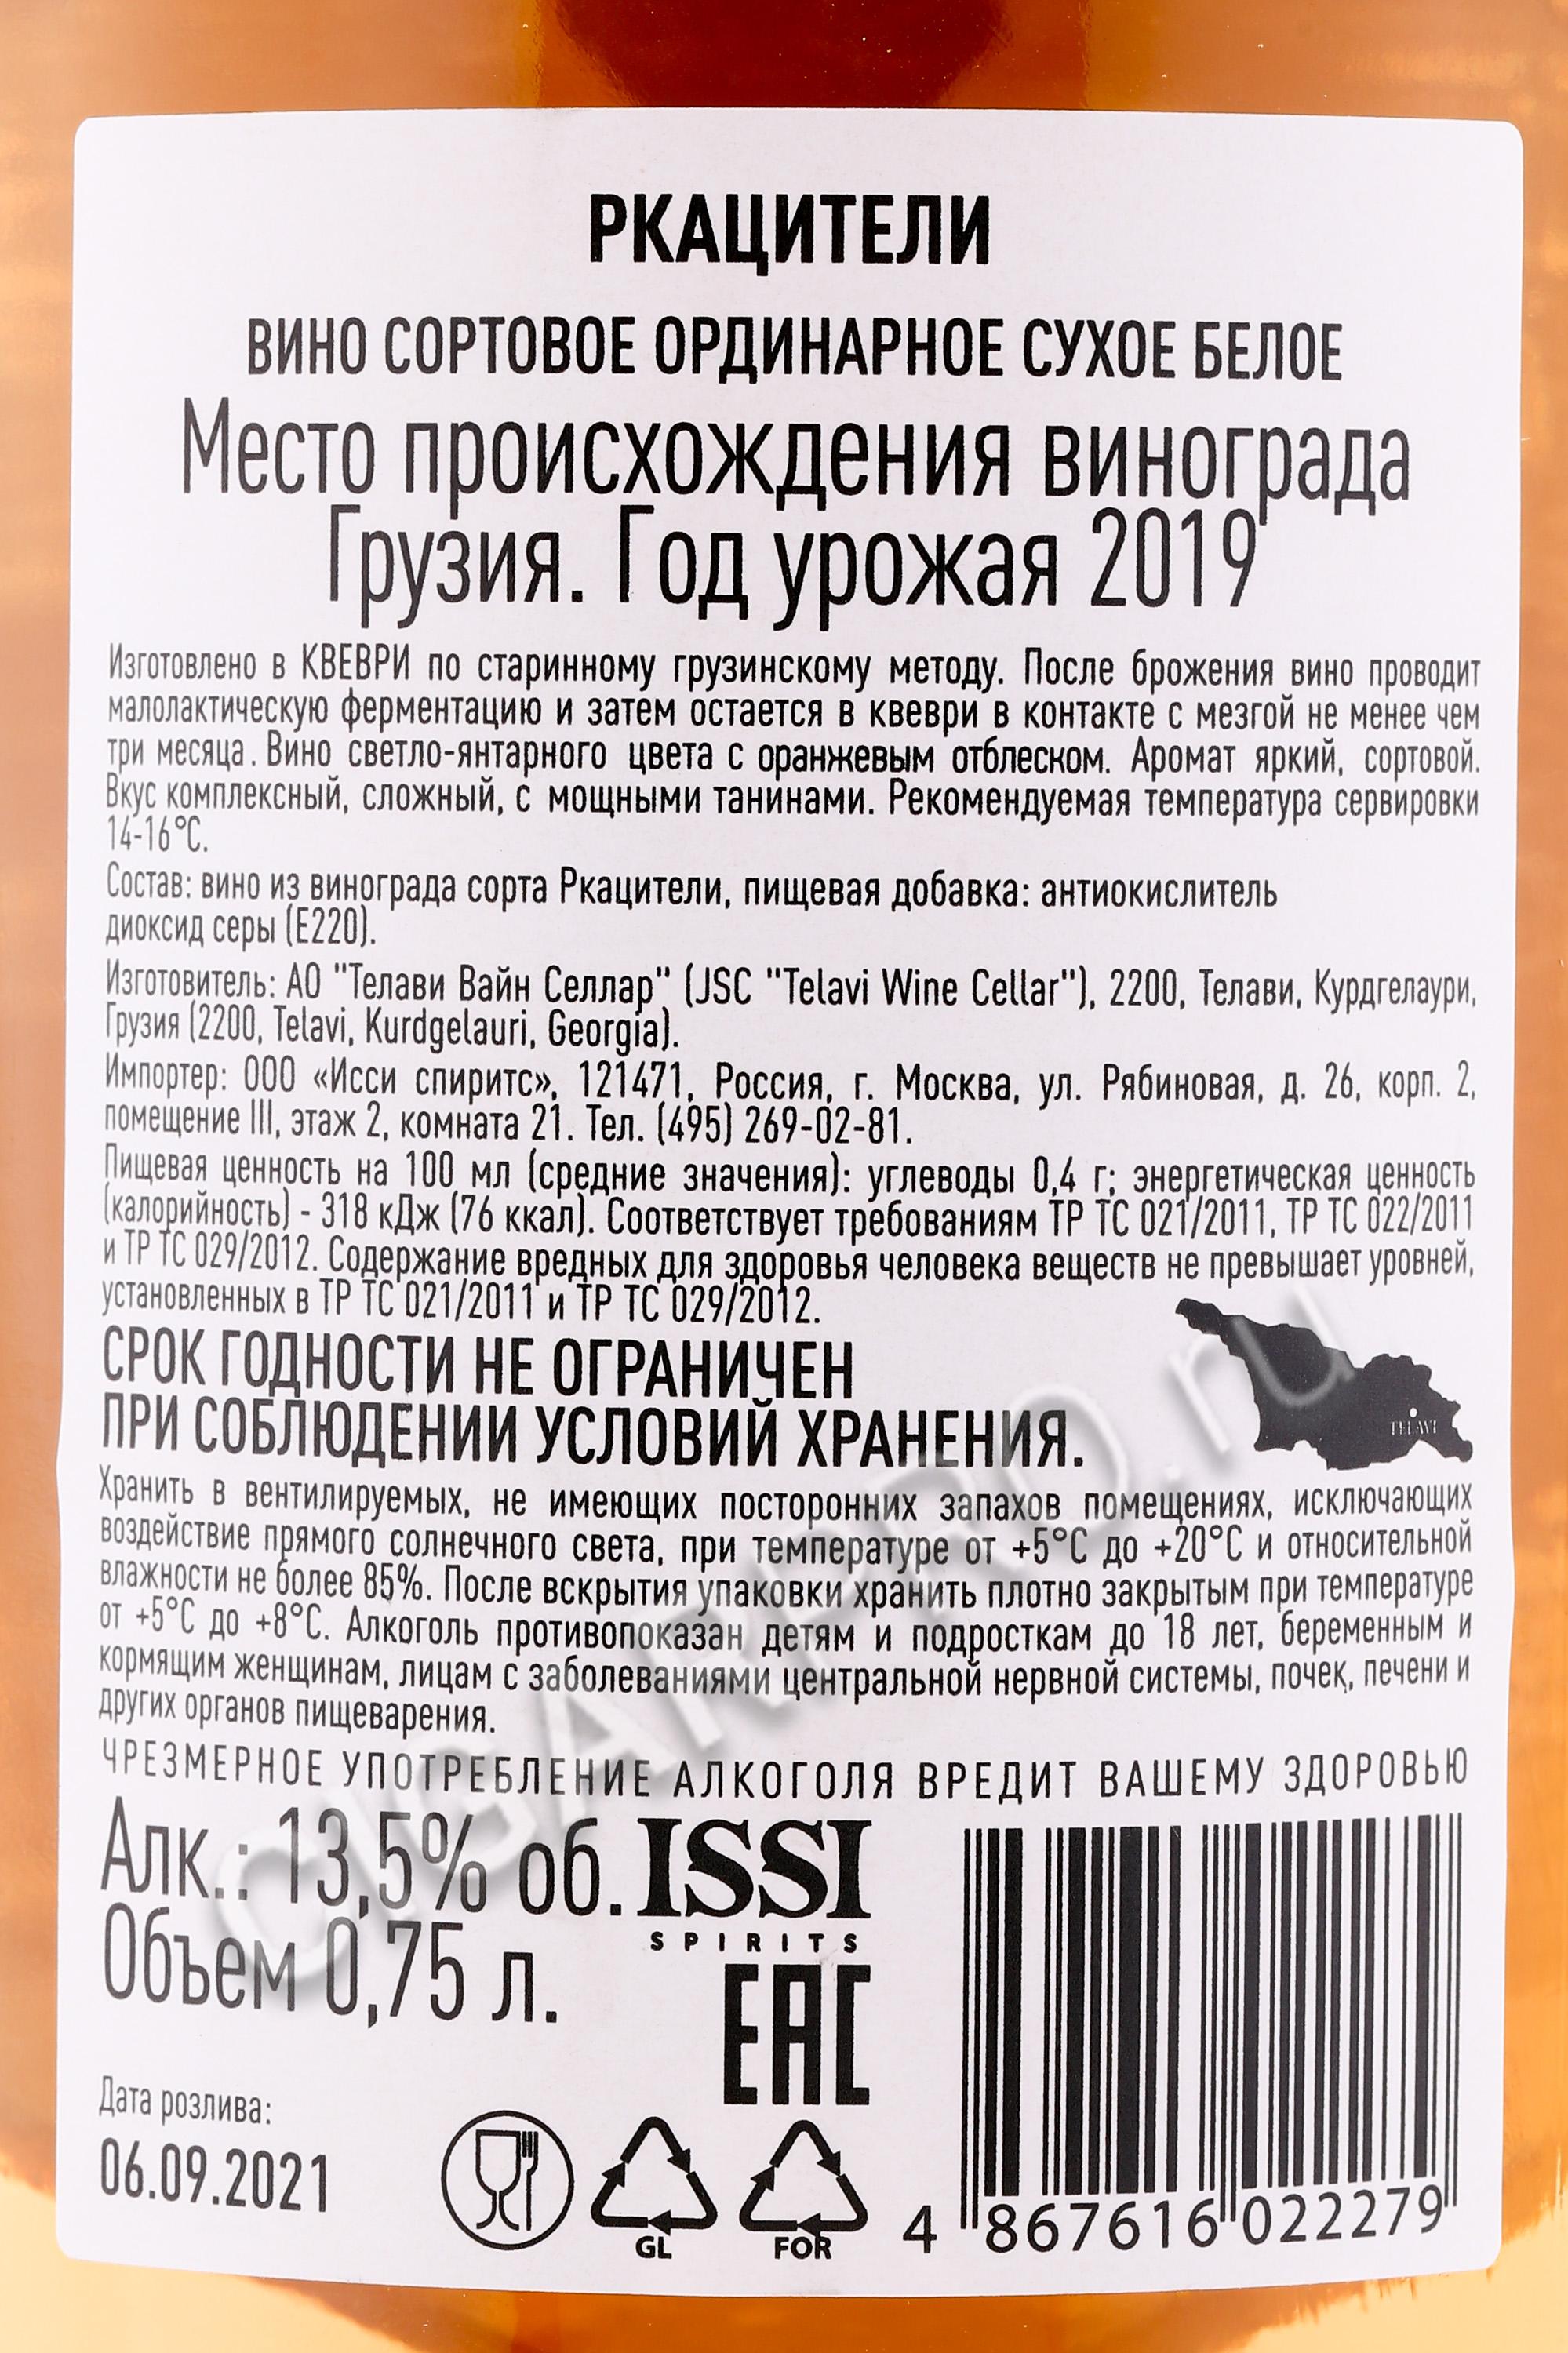 РКАЦИТЕЛИ
ВИНО СОРТОВОЕ ОРДИНАРНОЕ СУХОЕ БЕЛОЕ
Место происхождения винограда
Грузия. Год урожая 2019
Изготовлено в КВЕВРИ по старинному грузинскому методу. После брожения вино проводит
малолактическую ферментацию и затем остается в квеври в контакте с мезгой не менее чем
три месяца. Вино светло-янтарного цвета с оранжевым отблеском. Аромат яркий, сортовой.
Вкус комплексный, сложный, с мощными танинами. Рекомендуемая температура сервировки
14-16°С.
Состав: вино из винограда сорта Ркацители, пищевая добавка: антиокислитель
диоксид серы (Е220).
Изготовитель: АО "Телави Вайн Селлар" (JSC "Telavi Wine Cellar"), 2200, Телави, Курдгелаури,
Грузия (2200, Telavi, Kurdgelauri, Georgia).
Импортер: ООО «Исси спиритс», 121471, Россия, г. Москва, ул. Рябиновая, д. 26, корп. 2,
помещение III, этаж 2, комната 21. Тел. (495) 269-02-81.
Пищевая ценность на 100 мл (средние значения): углеводы 0,4 г; энергетическая ценность
(калорийность) - 318 кДж (76 ккал). Соответствует требованиям ТР ТС 021/2011, ТР ТС 022/2011
и ТР ТС 029/2012. Содержание вредных для здоровья человека веществ не превышает уровней,
установленных в ТР ТС 021/2011 и ТР ТС 029/2012.
СРОК ГОДНОСТИ НЕ ОГРАНИЧЕН
ПРИ СОБЛЮДЕНИИ УСЛОВИЙ ХРАНЕНИЯ.
TELAVI
Хранить в вентилируемых, не имеющих посторонних запахов помещениях, исключающих
воздействие прямого солнечного света, при температуре от +5°С до +20°С и относительной
влажности не более 85%. После вскрытия упаковки хранить плотно закрытым при температуре
от +5°С до +8°С. Алкоголь противопоказан детям и подросткам до 18 лет, беременным и
кормящим женщинам, лицам с заболеваниями центральной нервной системы, почек, печени и
других органов пищеварения.
ЧРЕЗМЕРНОЕ УПОТРЕБЛЕНИЕ АЛКОГОЛЯ ВРЕДИТ ВАШЕМУ ЗДОРОВЬЮ
Алк.: 13,5% об.
Объем 0,75 л.
ISSI
SPIRITS
EAC
Дата розлива:
06.09.2021
GL
FOR
4 867616 022279
CIGARPRO.ru